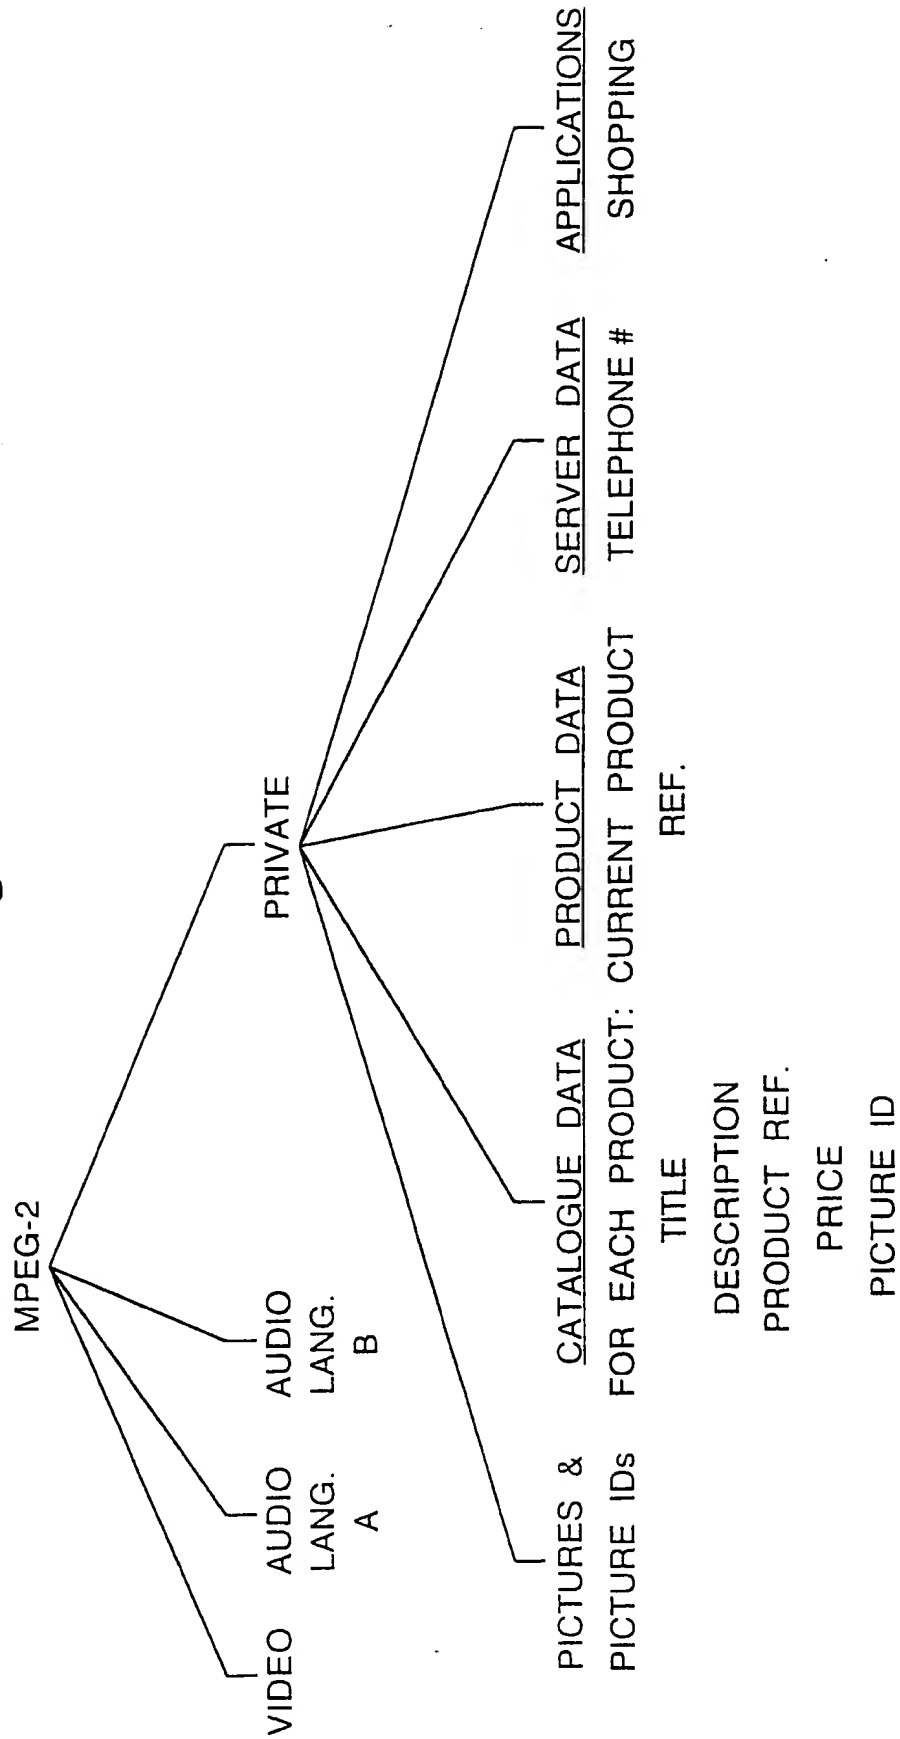 MPEG-2
VIDEO
AUDIO
LANG.
A
AUDIO
LANG.
B
PRIVATE
PICTURES &
PICTURE IDs
CATALOGUE DATA
FOR EACH PRODUCT:
TITLE
DESCRIPTION
PRODUCT REF.
PRICE
PICTURE ID
PRODUCT DATA
CURRENT PRODUCT
REF.
SERVER DATA
TELEPHONE #
APPLICATIONS
SHOPPING